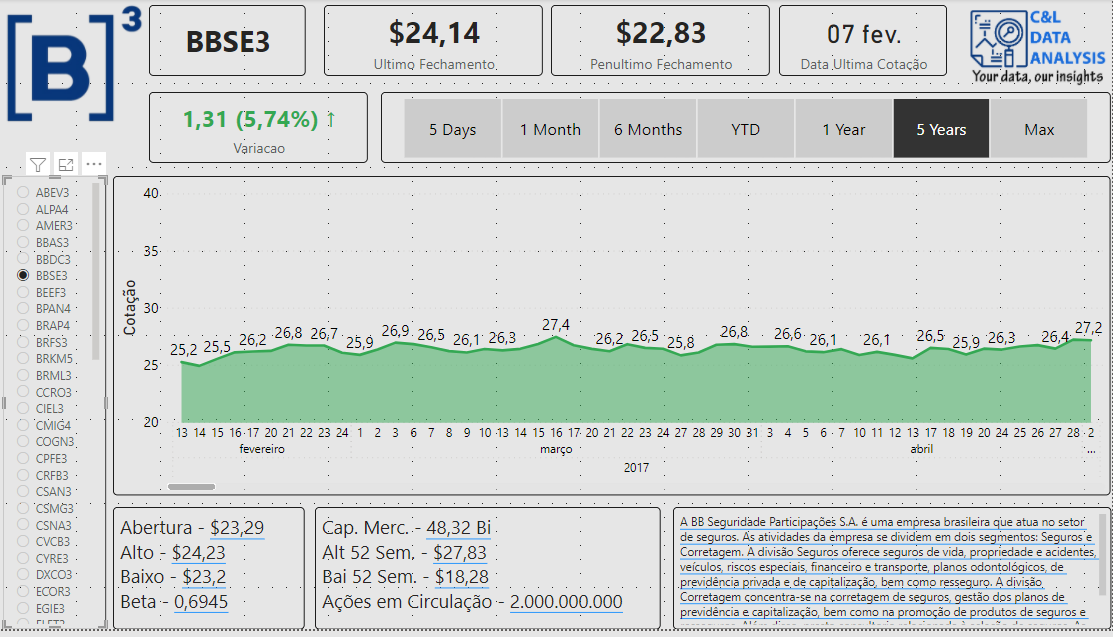 B 3
BBSE3
$24,14
Ultimo Fechamento
$22,83
Penultimo Fechamento
07 fev.
Data Ultima Cotação
C&L
DATA
ANALYSIS
Your data, our insights
1,31 (5,74%) ↑
Variacao
5 Days 1 Month 6 Months YTD 1 Year 5 Years Max
ABEV3
ALPA4
AMER3
BBAS3
BBDC3
BBSE3
BEEF3
BPAN4
BRAP4
BRFS3
BRKM5
BRML3
CCRO3
CIEL3
CMIG4
COGN3
CPFE3
CRFB3
CSAN3
CSMG3
CSNA3
CVCB3
CYRE3
DXCO3
ECOR3
EGIE3
Cotação
40
35
30
25
20
25,2 25,5 26,2 26,8 26,7 25,9 26,9 26,5 26,1 26,3 27,4 26,2 26,5 25,8 26,8 26,6 26,1 26,1 26,5 25,9 26,3 26,4 27,2
13 14 15 16 17 20 21 22 23 24 1 2 3 6 7 8 9 10 13 14 15 16 17 20 21 22 23 24 27 28 29 30 31 3 4 5 6 7 10 11 12 13 17 18 19 20 24 25 26 27 28 2
fevereiro março abril ...
2017
Abertura - $23,29
Alto - $24,23
Baixo - $23,2
Beta - 0,6945
Cap. Merc. - 48,32 Bi
Alt 52 Sem. - $27,83
Bai 52 Sem. - $18,28
Ações em Circulação - 2.000.000.000
A BB Seguridade Participações S.A. é uma empresa brasileira que atua no setor
de seguros. As atividades da empresa se dividem em dois segmentos: Seguros e
Corretagem. A divisão Seguros oferece seguros de vida, propriedade e acidentes,
veículos, riscos especiais, financeiro e transporte, planos odontológicos, de
previdência privada e de capitalização, bem como resseguro. A divisão
Corretagem concentra-se na corretagem de seguros, gestão dos planos de
previdência e capitalização, bem como na promoção de produtos de seguros e